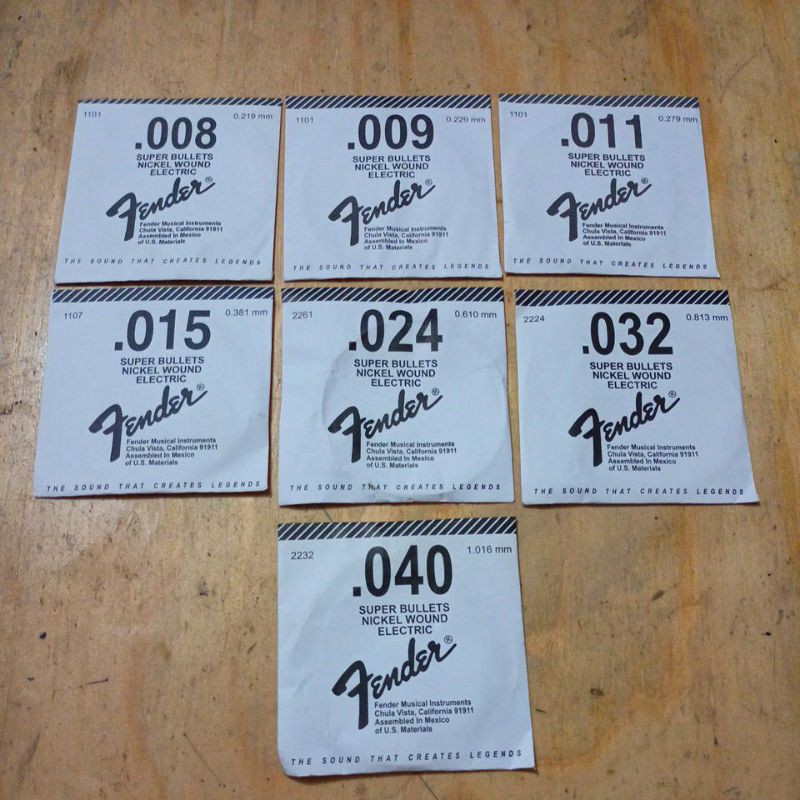 1101 0.219 mm
.008
SUPER BULLETS
NICKEL WOUND
ELECTRIC
Fender®
Fender Musical Instruments
Chula Vista, California 91911
Assembled In Mexico
of U.S. Materials
THE SOUND THAT CREATES LEGENDS
1101 0.229 mm
.009
SUPER BULLETS
NICKEL WOUND
ELECTRIC
Fender®
Fender Musical Instruments
Chula Vista, California 91911
Assembled In Mexico
of U.S. Materials
THE SOUND THAT CREATES LEGENDS
1101 0.279 mm
.011
SUPER BULLETS
NICKEL WOUND
ELECTRIC
Fender®
Fender Musical Instruments
Chula Vista, California 91911
Assembled In Mexico
of U.S. Materials
THE SOUND THAT CREATES LEGENDS
1107 0.381 mm
.015
SUPER BULLETS
NICKEL WOUND
ELECTRIC
Fender®
Fender Musical Instruments
Chula Vista, California 91911
Assembled In Mexico
of U.S. Materials
THE SOUND THAT CREATES LEGENDS
2261 0.610 mm
.024
SUPER BULLETS
NICKEL WOUND
ELECTRIC
Fender®
Fender Musical Instruments
Chula Vista, California 91911
Assembled In Mexico
of U.S. Materials
THE SOUND THAT CREATES LEGENDS
2224 0.813 mm
.032
SUPER BULLETS
NICKEL WOUND
ELECTRIC
Fender®
Fender Musical Instruments
Chula Vista, California 91911
Assembled In Mexico
of U.S. Materials
THE SOUND THAT CREATES LEGENDS
2232 1.016 mm
.040
SUPER BULLETS
NICKEL WOUND
ELECTRIC
Fender®
Fender Musical Instruments
Chula Vista, California 91911
Assembled In Mexico
of U.S. Materials
THE SOUND THAT CREATES LEGENDS